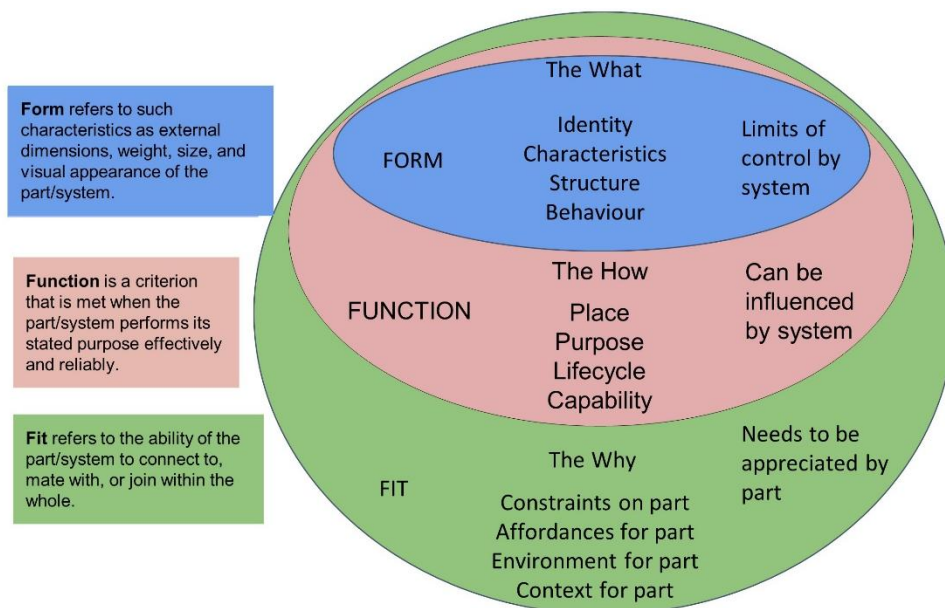 Form refers to such
characteristics as external
dimensions, weight, size, and
visual appearance of the
part/system.
Function is a criterion
that is met when the
part/system performs its
stated purpose effectively
and reliably.
Fit refers to the ability of the
part/system to connect to,
mate with, or join within the
whole.
The What
FORM
Identity
Characteristics
Structure
Behaviour
Limits of
control by
system
The How
FUNCTION
Place
Purpose
Lifecycle
Capability
Can be
influenced
by system
The Why
FIT
Constraints on part
Affordances for part
Environment for part
Context for part
Needs to be
appreciated by
part